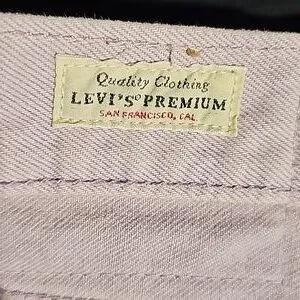 Quality Clothing
LEVI'S® PREMIUM
SAN FRANCISCO, CAL.